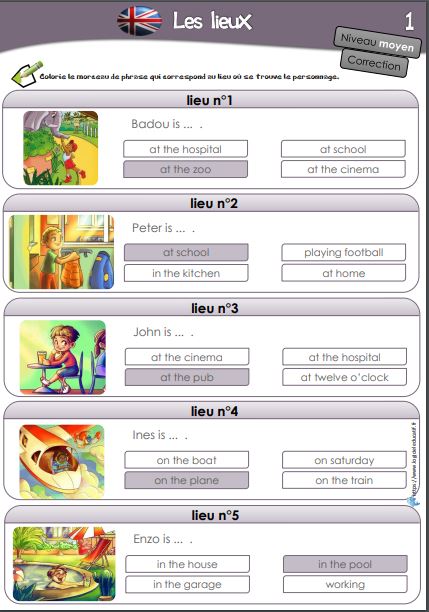 Les lieux
1
Niveau moyen
Correction
Colorie le morceau de phrase qui correspond au lieu où se trouve le personnage.
lieu n°1
Badou is ... .
at the hospital
at school
at the zoo
at the cinema
lieu n°2
Peter is ... .
at school
playing football
in the kitchen
at home
lieu n°3
John is ... .
at the cinema
at the hospital
at the pub
at twelve o'clock
lieu n°4
Ines is ... .
on the boat
on saturday
on the plane
on the train
https://www.logicieleducatif.fr
lieu n°5
Enzo is ... .
in the house
in the pool
in the garage
working